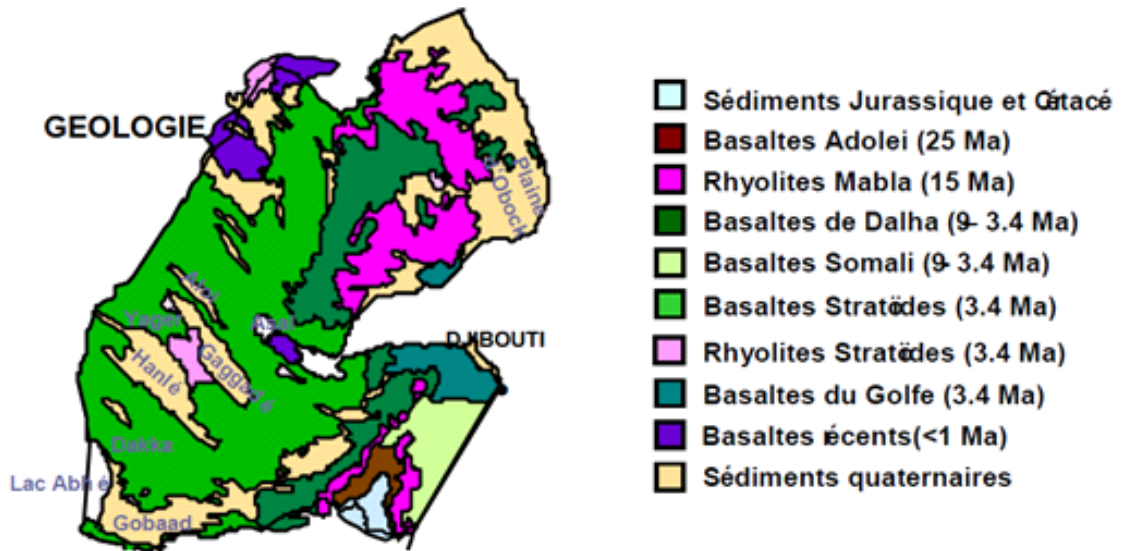 GEOLOGIE
Plaine
d'Obock
Alol
Yager
Asal
Hanlé
Gaggadé
DJIBOUTI
Dakka
Lac Abhé
Gobaad
Sédiments Jurassique et Crétacé
Basaltes Adolei (25 Ma)
Rhyolites Mabla (15 Ma)
Basaltes de Dalha (9- 3.4 Ma)
Basaltes Somali (9- 3.4 Ma)
Basaltes Stratoïdes (3.4 Ma)
Rhyolites Stratoïdes (3.4 Ma)
Basaltes du Golfe (3.4 Ma)
Basaltes récents(<1 Ma)
Sédiments quaternaires